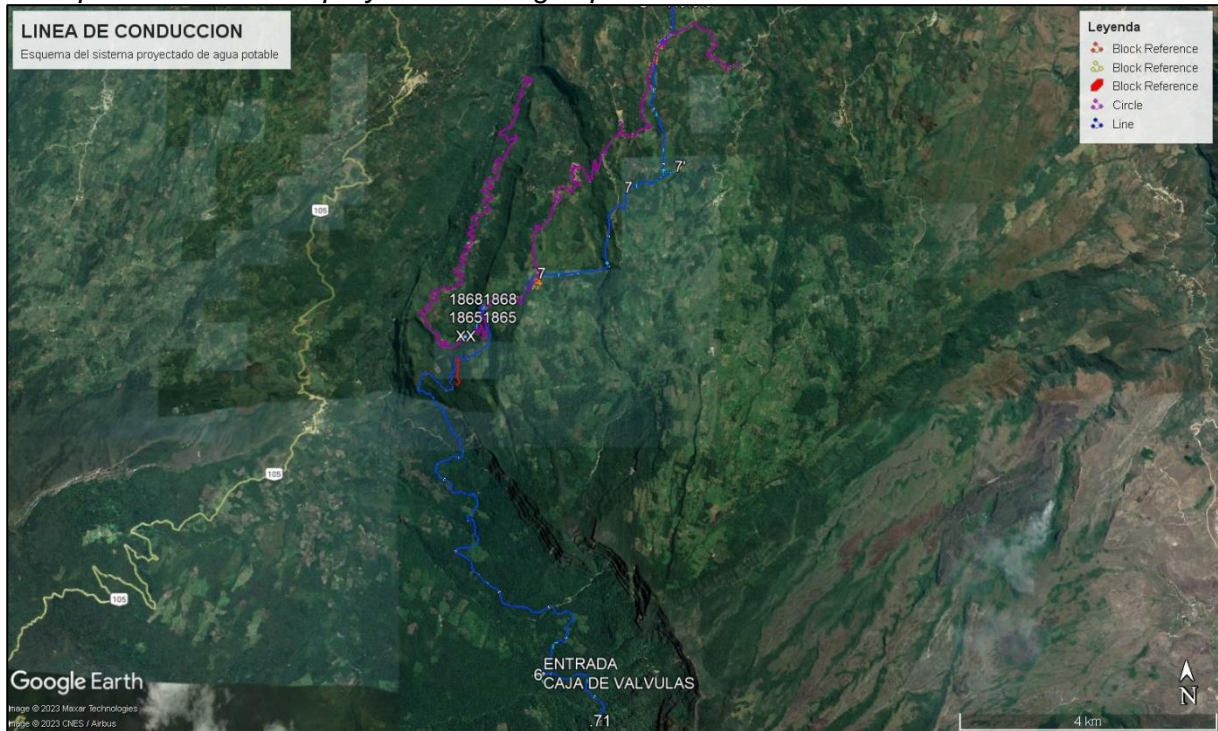 LINEA DE CONDUCCION
Esquema del sistema proyectado de agua potable
Leyenda
Block Reference
Block Reference
Block Reference
Circle
Line
105
7'
7
7
18681868
18651865
XX
105
105
ENTRADA
6'
CAJA DE VALVULAS
.71
Google Earth
Image © 2023 Maxar Technologies
Image © 2023 CNES / Airbus
N
4 km